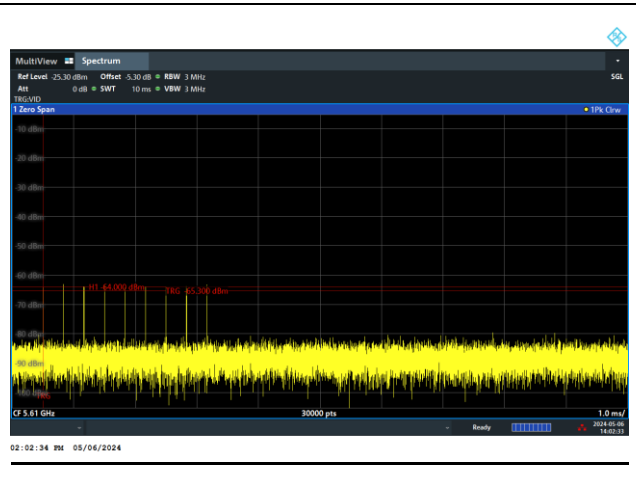 MultiView Spectrum
Ref Level -25.30 dBm Offset -5.30 dB RBW 3 MHz SGL
Att 0 dB SWT 10 ms VBW 3 MHz
TRG:VID
1 Zero Span 1Pk Clrw
-10 dBm
-20 dBm
-30 dBm
-40 dBm
-50 dBm
-60 dBm
H1 -64.000 dBm TRG -65.300 dBm
-70 dBm
-80 dBm
-90 dBm
-100 dBm
TRG
CF 5.61 GHz 30000 pts 1.0 ms/
Ready 2024-05-06
14:02:33
02:02:34 PM 05/06/2024